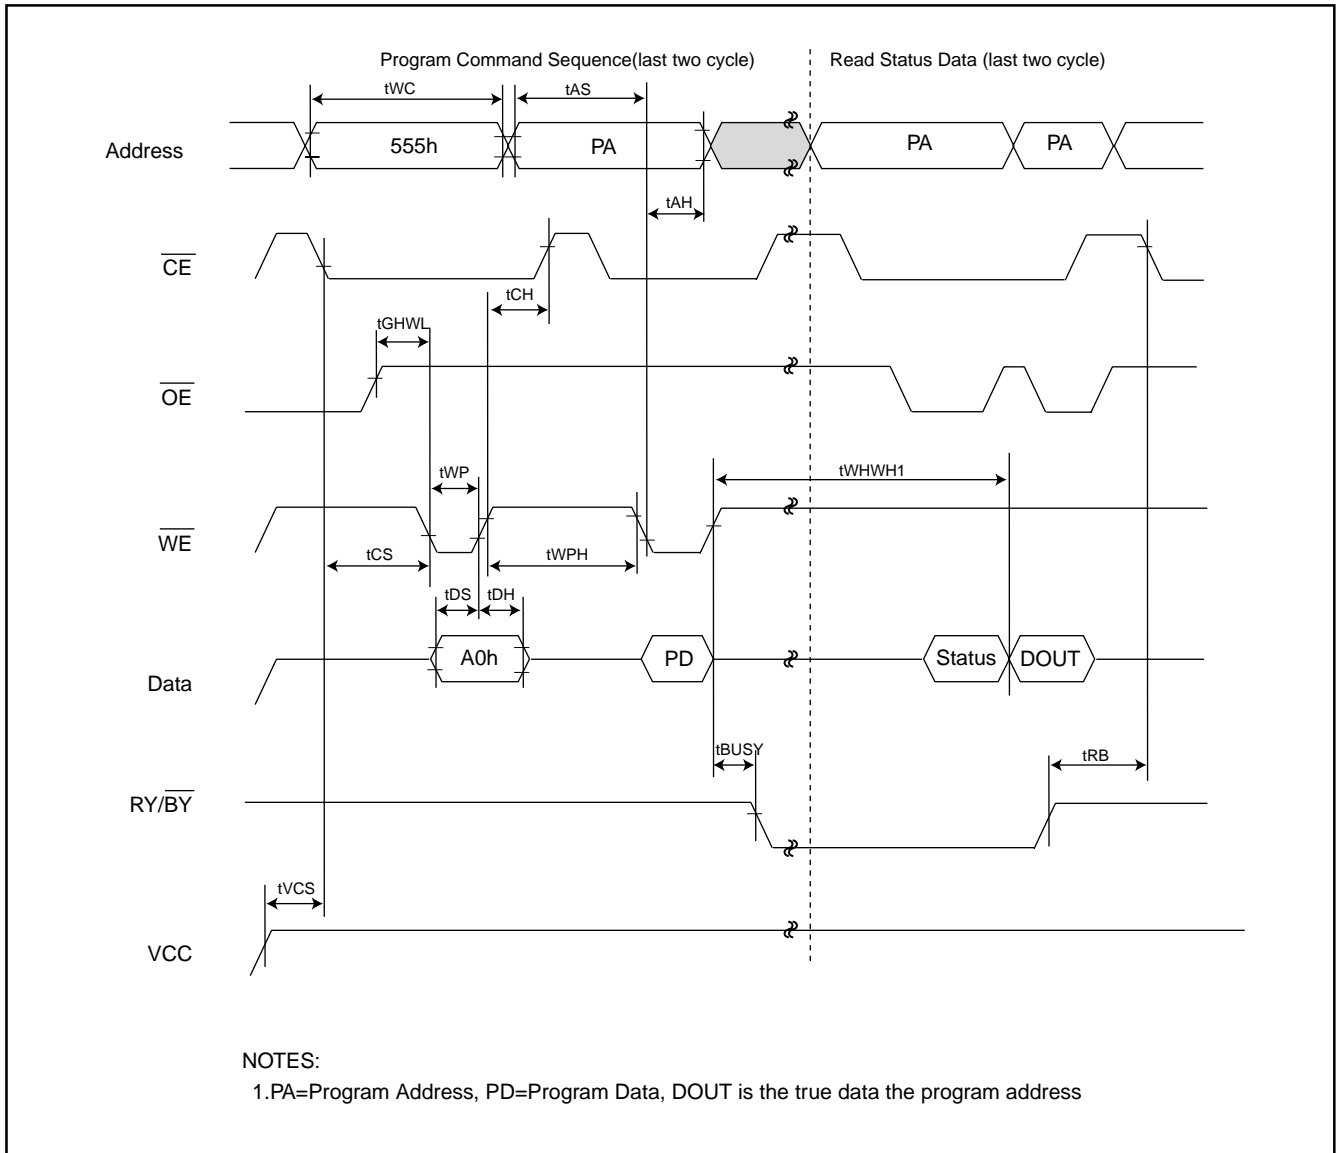 Program Command Sequence(last two cycle)
Read Status Data (last two cycle)
tWC
tAS
Address
555h
PA
PA
PA
tAH
CE
tCH
tGHWL
OE
tWP
tWHWH1
WE
tCS
tWPH
tDS
tDH
Data
A0h
PD
Status
DOUT
tBUSY
tRB
RY/BY
tVCS
VCC
NOTES:
1.PA=Program Address, PD=Program Data, DOUT is the true data the program address